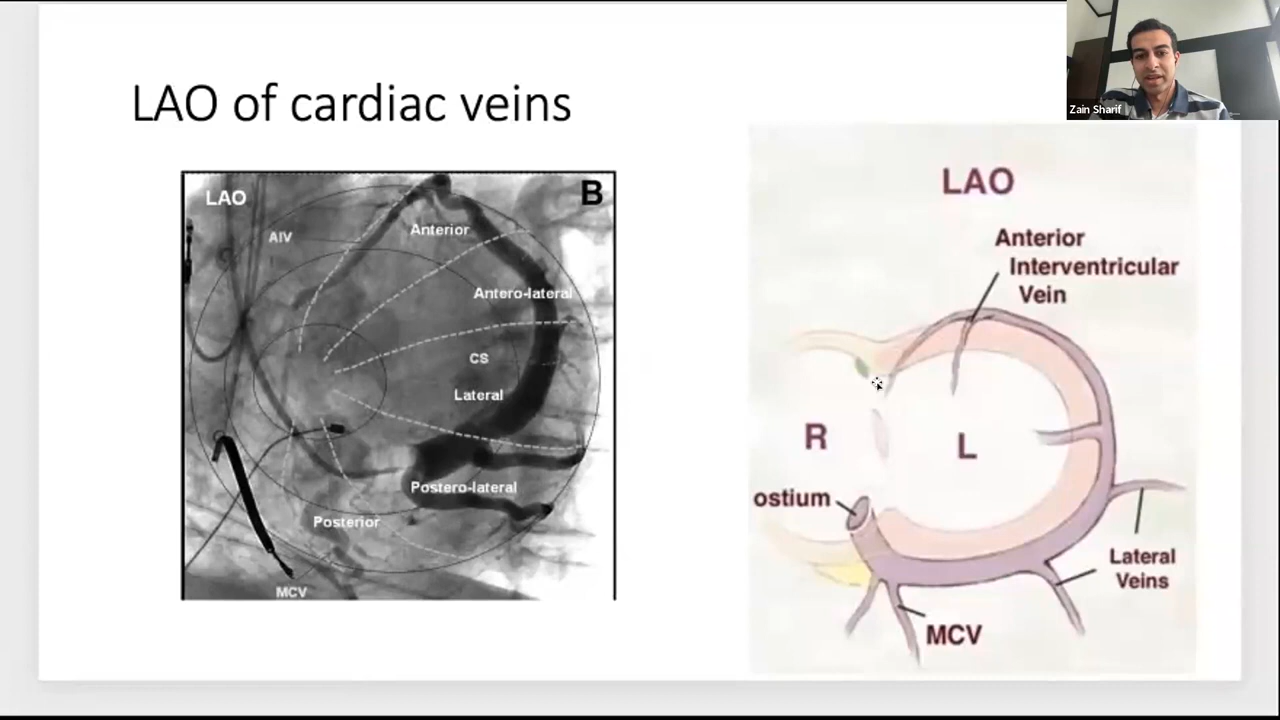 LAO of cardiac veins
Zain Sharif
LAO
B
AIV
Anterior
Antero-lateral
CS
Lateral
Postero-lateral
Posterior
MCV
LAO
Anterior
Interventricular
Vein
R
L
ostium
Lateral
Veins
MCV